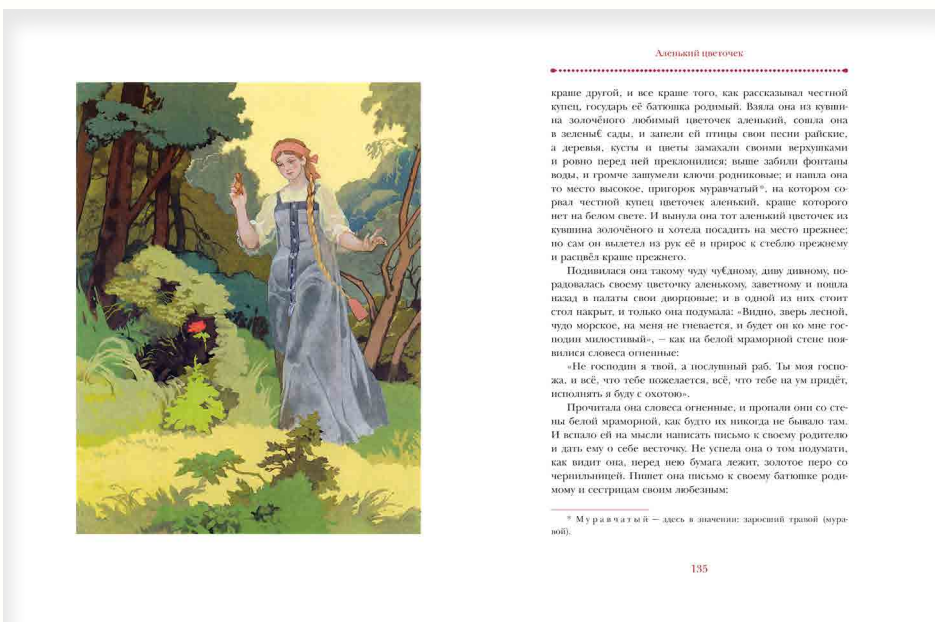 Аленький цветочек
краше другой, и все краше того, как рассказывал честной
купец, государь её батюшка родимый. Взяла она из кувши-
на золочёного любимый цветочек аленький, сошла она
в зелены€ сады, и запели ей птицы свои песни райские,
а деревья, кусты и цветы замахали своими верхушками
и ровно перед ней преклонилися; выше забили фонтаны
воды, и громче зашумели ключи родниковые; и нашла она
то место высокое, пригорок муравчатый*, на котором со-
рвал честной купец цветочек аленький, краше которого
нет на белом свете. И вынула она тот аленький цветочек из
кувшина золочёного и хотела посадить на место прежнее;
но сам он вылетел из рук её и прирос к стеблю прежнему
и расцвёл краше прежнего.
Подивилася она такому чуду чу€дному, диву дивному, по-
радовалась своему цветочку аленькому, заветному и пошла
назад в палаты свои дворцовые; и в одной из них стоит
стол накрыт, и только она подумала: «Видно, зверь лесной,
чудо морское, на меня не гневается, и будет он ко мне гос-
подин милостивый», — как на белой мраморной стене поя-
вилися словеса огненные:
«Не господин я твой, а послушный раб. Ты моя госпо-
жа, и всё, что тебе пожелается, всё, что тебе на ум придёт,
исполнять я буду с охотою».
Прочитала она словеса огненные, и пропали они со сте-
ны белой мраморной, как будто их никогда не бывало там.
И вспало ей на мысли написать письмо к своему родителю
и дать ему о себе весточку. Не успела она о том подумати,
как видит она, перед нею бумага лежит, золотое перо со
чернильницей. Пишет она письмо к своему батюшке роди-
мому и сестрицам своим любезным:
* Муравчатый — здесь в значении: заросший травой (мура-
вой).
135